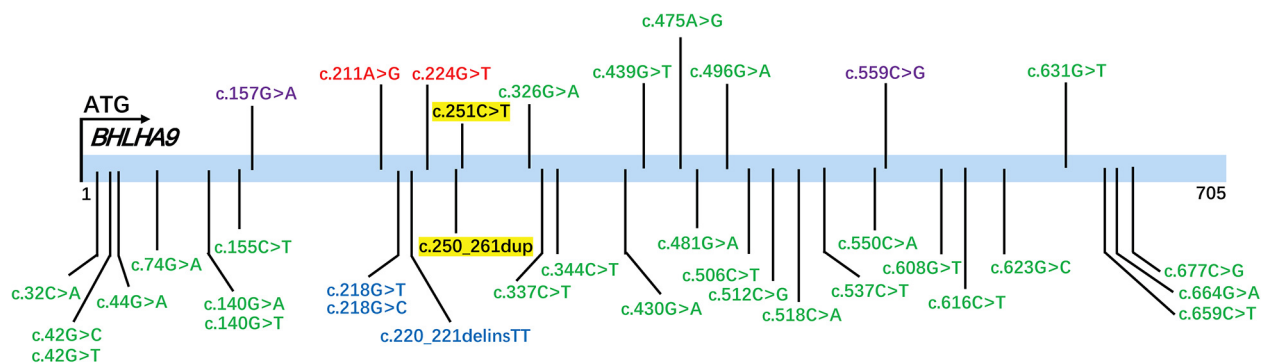 c.475A>G
c.211A>G
c.224G>T
c.439G>T
c.496G>A
c.559C>G
c.631G>T
c.157G>A
c.326G>A
ATG
c.251C>T
BHLHA9
1
705
c.155C>T
c.250_261dup
c.481G>A
c.550C>A
c.74G>A
c.344C>T
c.608G>T
c.623G>C
c.506C>T
c.677C>G
c.32C>A
c.44G>A
c.218G>T
c.218G>C
c.337C>T
c.512C>G
c.537C>T
c.664G>A
c.140G>A
c.140G>T
c.430G>A
c.616C>T
c.518C>A
c.659C>T
c.42G>C
c.42G>T
c.220_221delinsTT